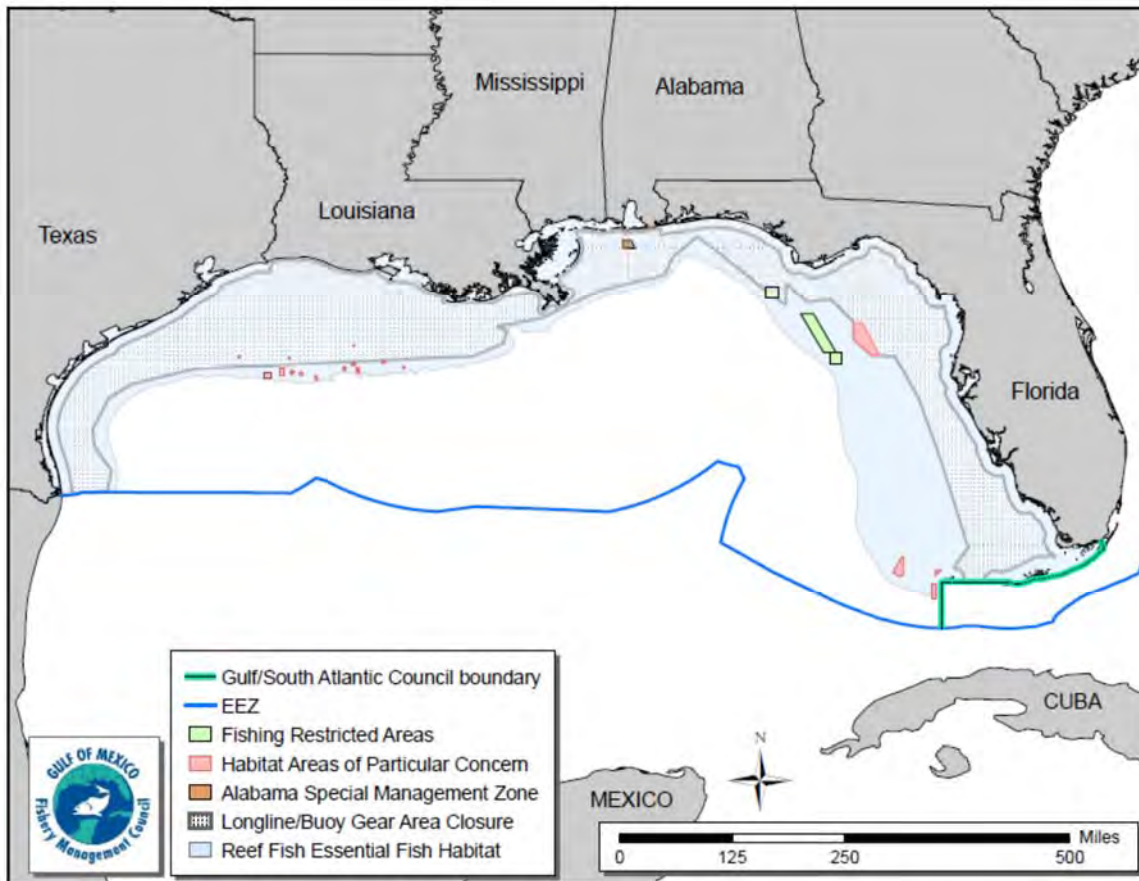 Mississippi
Alabama
Louisiana
Texas
Florida
Gulf/South Atlantic Council boundary
EEZ
Fishing Restricted Areas
Habitat Areas of Particular Concern
Alabama Special Management Zone
Longline/Buoy Gear Area Closure
Reef Fish Essential Fish Habitat
GULF OF MEXICO
Fishery Management Council
N
CUBA
MEXICO
Miles
0 125 250 500